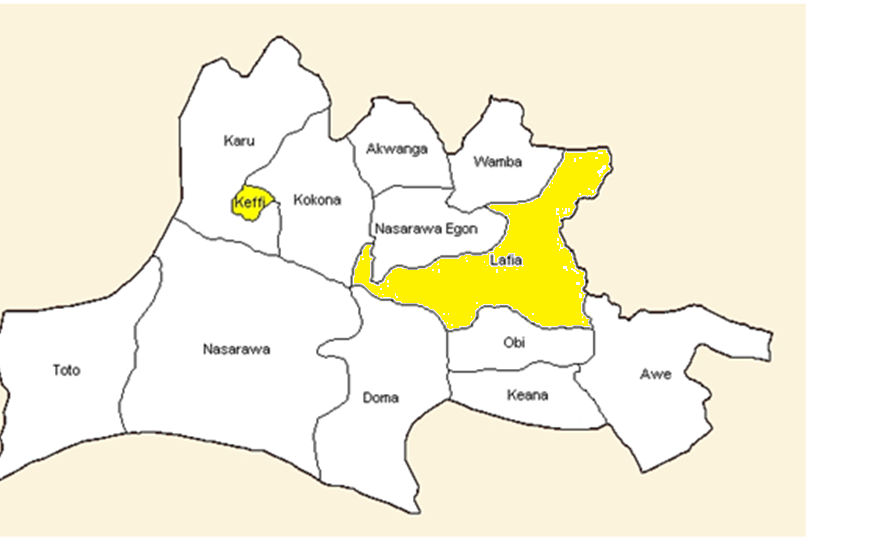 Karu
Akwanga
Wamba
Keffi
Kokona
Nasarawa Egon
Lafia
Obi
Nasarawa
Toto
Awe
Keana
Doma